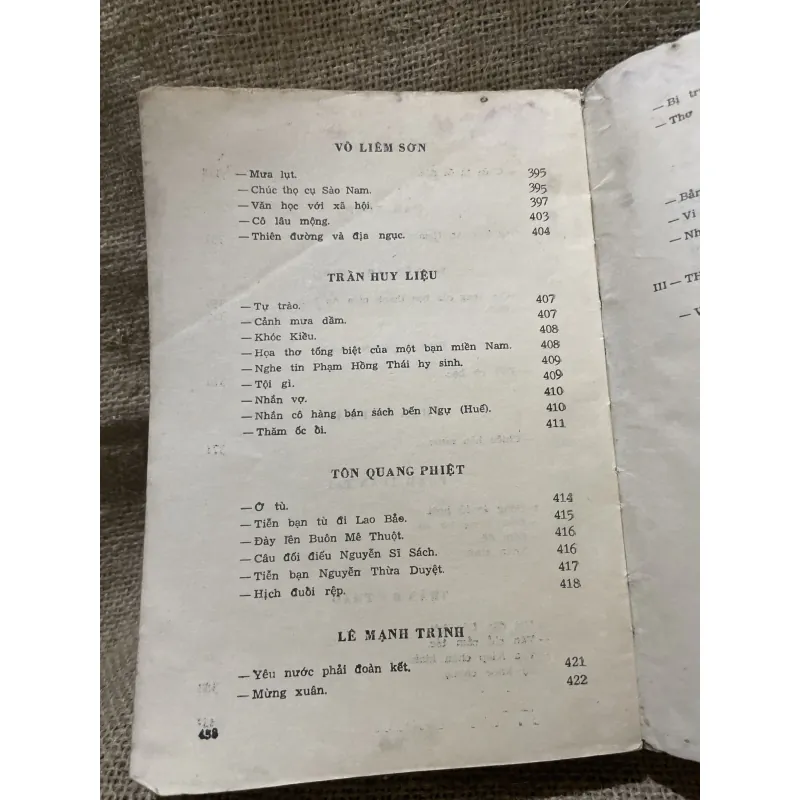 VÕ LIÊM SƠN
— Mưa lụt. 395
— Chúc thọ cụ Sào Nam. 395
— Văn học với xã hội. 397
— Cô lâu mộng. 403
— Thiên đường và địa ngục. 404
TRẦN HUY LIỆU
— Tự trào. 407
— Cảnh mưa dầm. 407
— Khóc Kiều. 408
— Họa thơ tống biệt của một bạn miền Nam. 408
— Nghe tin Phạm Hồng Thái hy sinh. 409
— Tội gì. 409
— Nhắn vợ. 410
— Nhắn cô hàng bán sách bến Ngự (Huế). 410
— Thăm ốc ồi. 411
TÔN QUANG PHIỆT
— Ở tù. 414
— Tiễn bạn tù đi Lao Bảo. 415
— Đày lên Buôn Mê Thuột. 416
— Câu đối điếu Nguyễn Sĩ Sách. 416
— Tiễn bạn Nguyễn Thừa Duyệt. 417
— Hịch đuổi rệp. 418
LÊ MẠNH TRINH
— Yêu nước phải đoàn kết. 421
— Mừng xuân. 422
458
— Bị
— Thơ
— Vi
III —